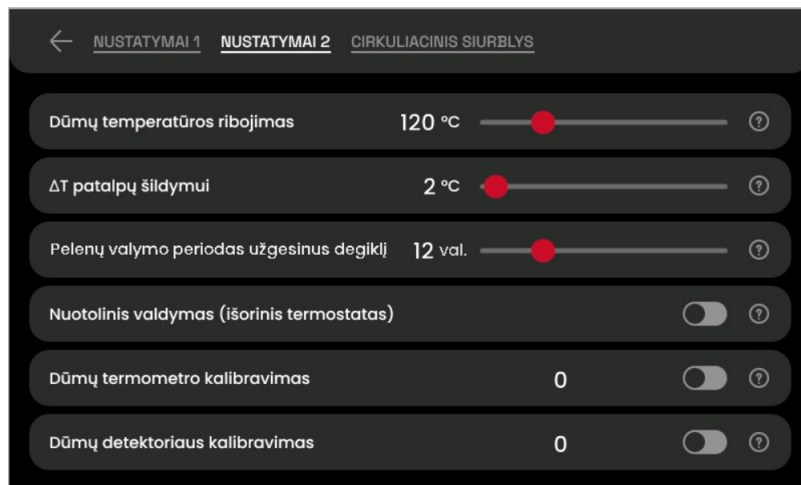 NUSTATYMAI 1 NUSTATYMAI 2 CIRKULIACINIS SIURBLYS
Dūmų temperatūros ribojimas 120 °C ?
ΔT patalpų šildymui 2 °C ?
Pelenų valymo periodas užgesinus degiklį 12 val. ?
Nuotolinis valdymas (išorinis termostatas) ?
Dūmų termometro kalibravimas 0 ?
Dūmų detektoriaus kalibravimas 0 ?